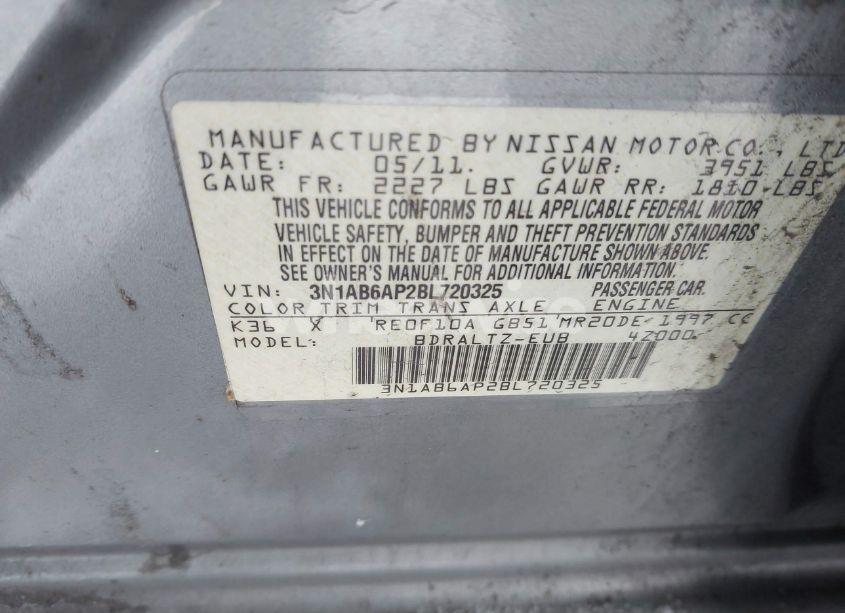 MANUFACTURED BY NISSAN MOTOR CO., LTD
DATE: 05/11. GVWR: 3951 LBS
GAWR FR: 2227 LBS GAWR RR: 1810 LBS
THIS VEHICLE CONFORMS TO ALL APPLICABLE FEDERAL MOTOR
VEHICLE SAFETY, BUMPER AND THEFT PREVENTION STANDARDS
IN EFFECT ON THE DATE OF MANUFACTURE SHOWN ABOVE.
SEE OWNER'S MANUAL FOR ADDITIONAL INFORMATION.
VIN: 3N1AB6AP2BL720325 PASSENGER CAR.
COLOR TRIM TRANS AXLE ENGINE
K36 X RE0F10A GB51 MR20DE 1997 CC
MODEL: BDRALTZ-EUB 4Z000
3N1AB6AP2BL720325